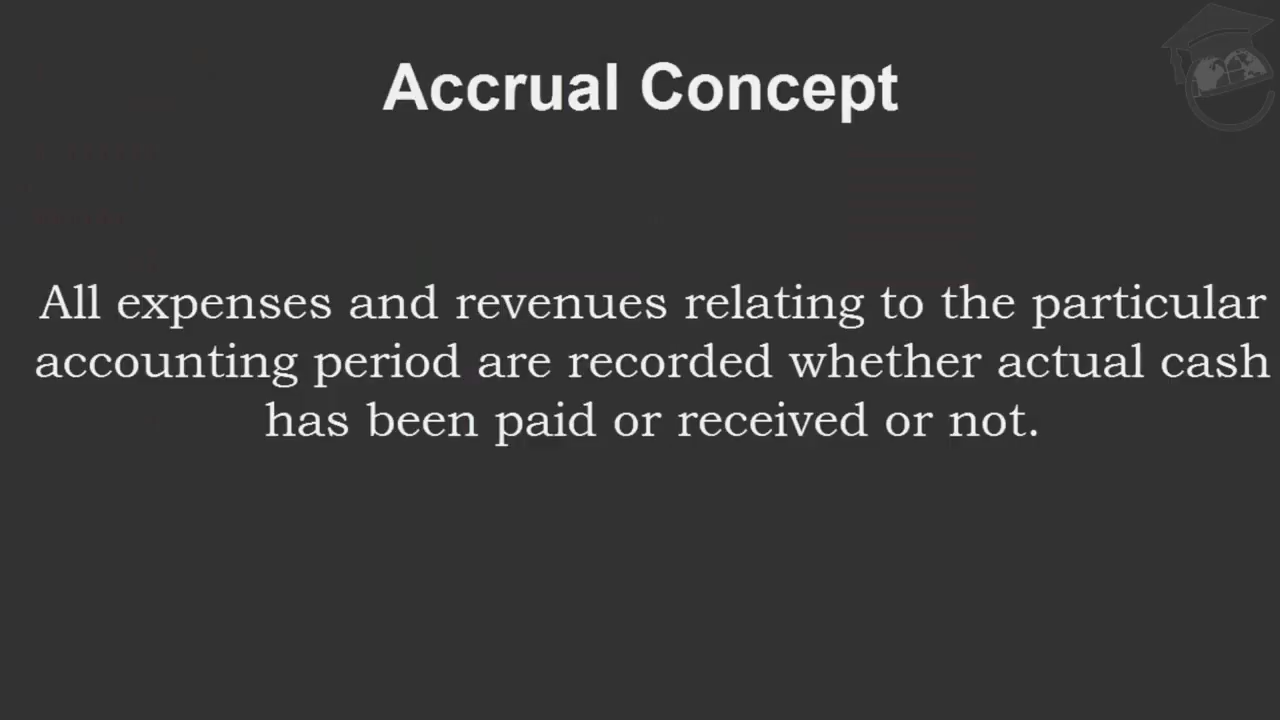 Accrual Concept
All expenses and revenues relating to the particular
accounting period are recorded whether actual cash
has been paid or received or not.